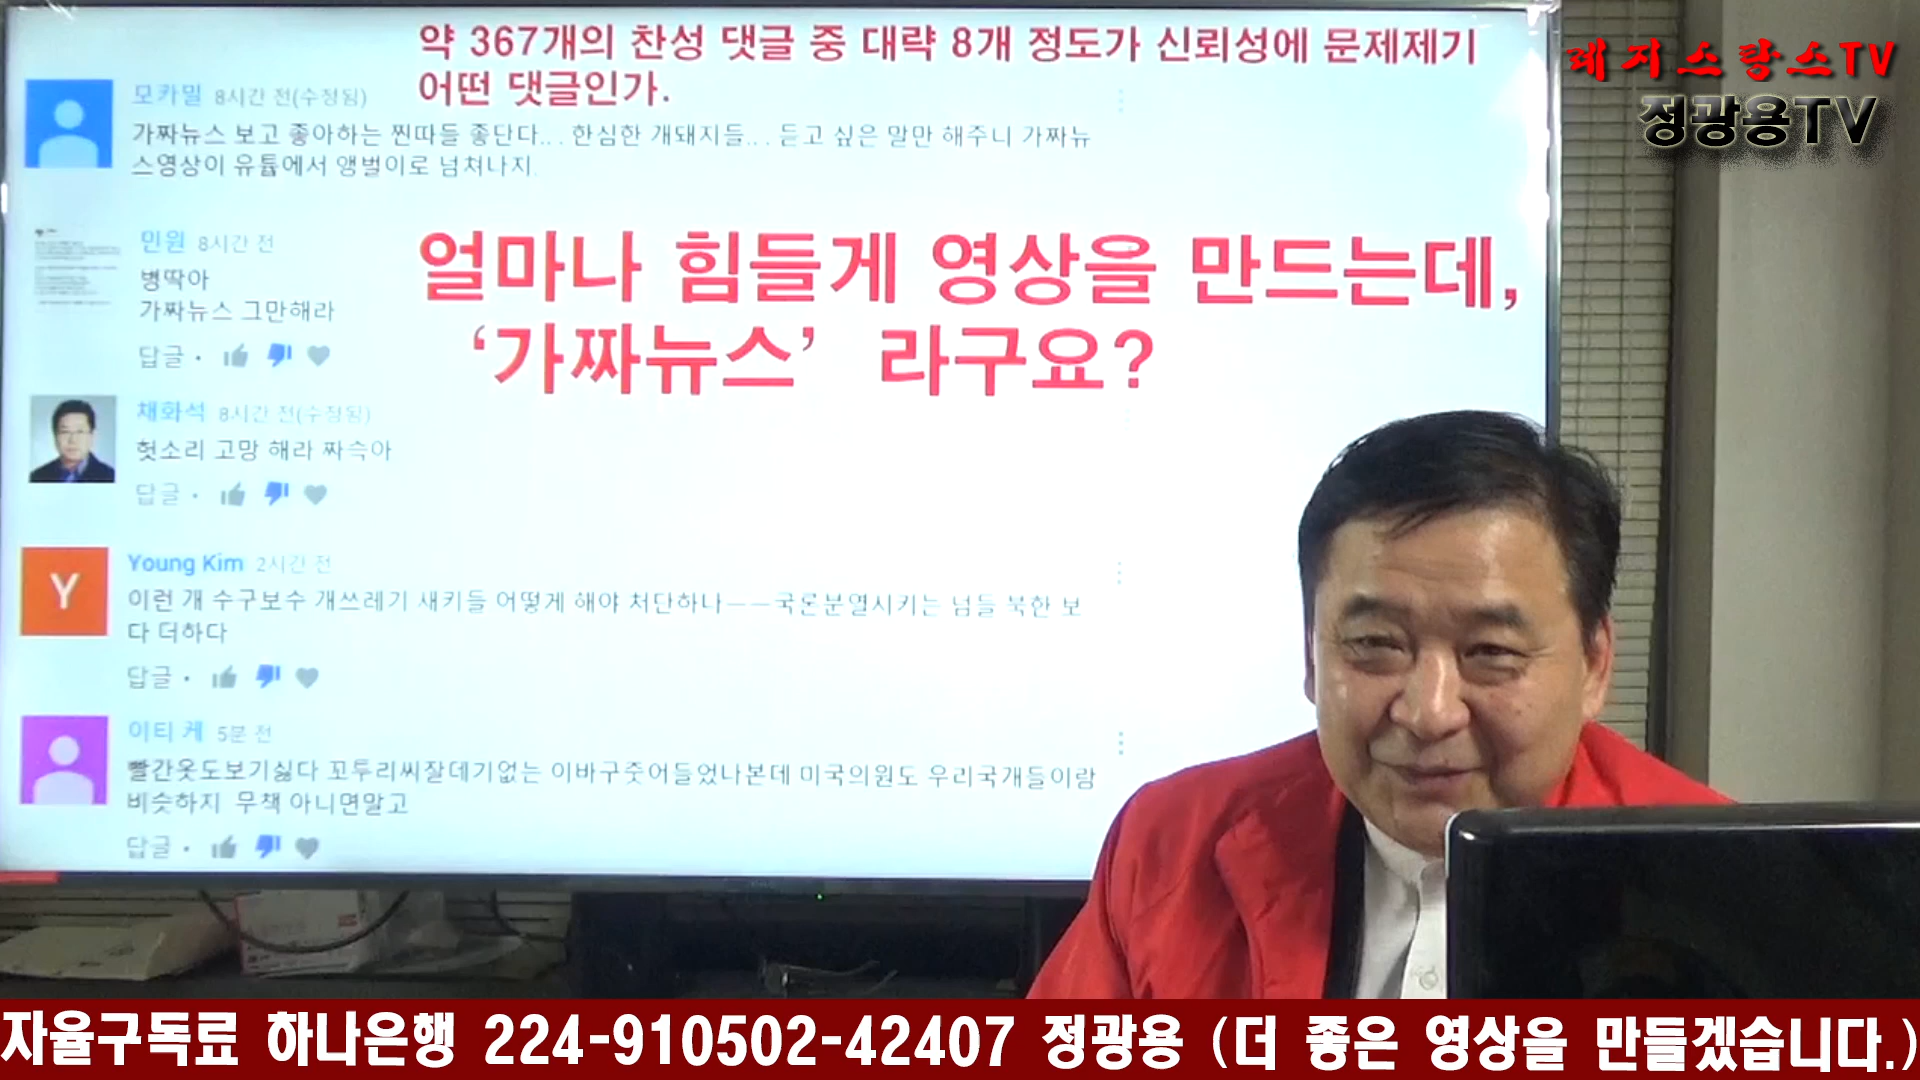 약 367개의 찬성 댓글 중 대략 8개 정도가 신뢰성에 문제제기
어떤 댓글인가.
레지스탕스TV
정광용TV
모카밀 8시간 전(수정됨)
가짜뉴스 보고 좋아하는 찐따들 좋단다... 한심한 개돼지들... 듣고 싶은 말만 해주니 가짜뉴
스영상이 유튭에서 앵벌이로 넘쳐나지.
얼마나 힘들게 영상을 만드는데,
‘가짜뉴스’ 라구요?
민원 8시간 전
병딱아
가짜뉴스 그만해라
답글
채화석 8시간 전(수정됨)
헛소리 고망 해라 짜슥아
답글
Y
Young Kim 2시간 전
이런 개 수구보수 개쓰레기 새키들 어떻게 해야 처단하나ㅡㅡ국론분열시키는 넘들 북한 보
다 더하다
답글
이티 케 5분 전
빨간옷도보기싫다 꼬투리씨잘데기없는 이바구줏어들었나본데 미국의원도 우리국개들이람
비슷하지 무책 아니면말고
답글
자율구독료 하나은행 224-910502-42407 정광용 (더 좋은 영상을 만들겠습니다.)